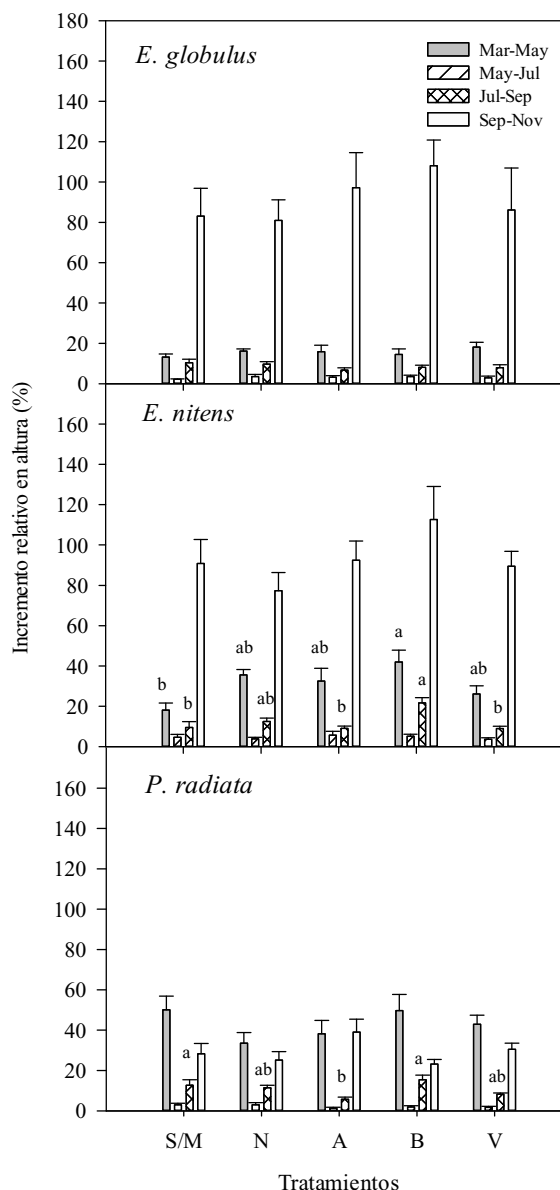 180
160
140
120
100
80
60
40
20
0
E. globulus
Mar-May
May-Jul
Jul-Sep
Sep-Nov
Incremento relativo en altura (%)
160
140
120
100
80
60
40
20
0
E. nitens
b b
ab ab
ab b
a a
ab b
160
140
120
100
80
60
40
20
0
P. radiata
a
ab
b
a
ab
S/M N A B V
Tratamientos